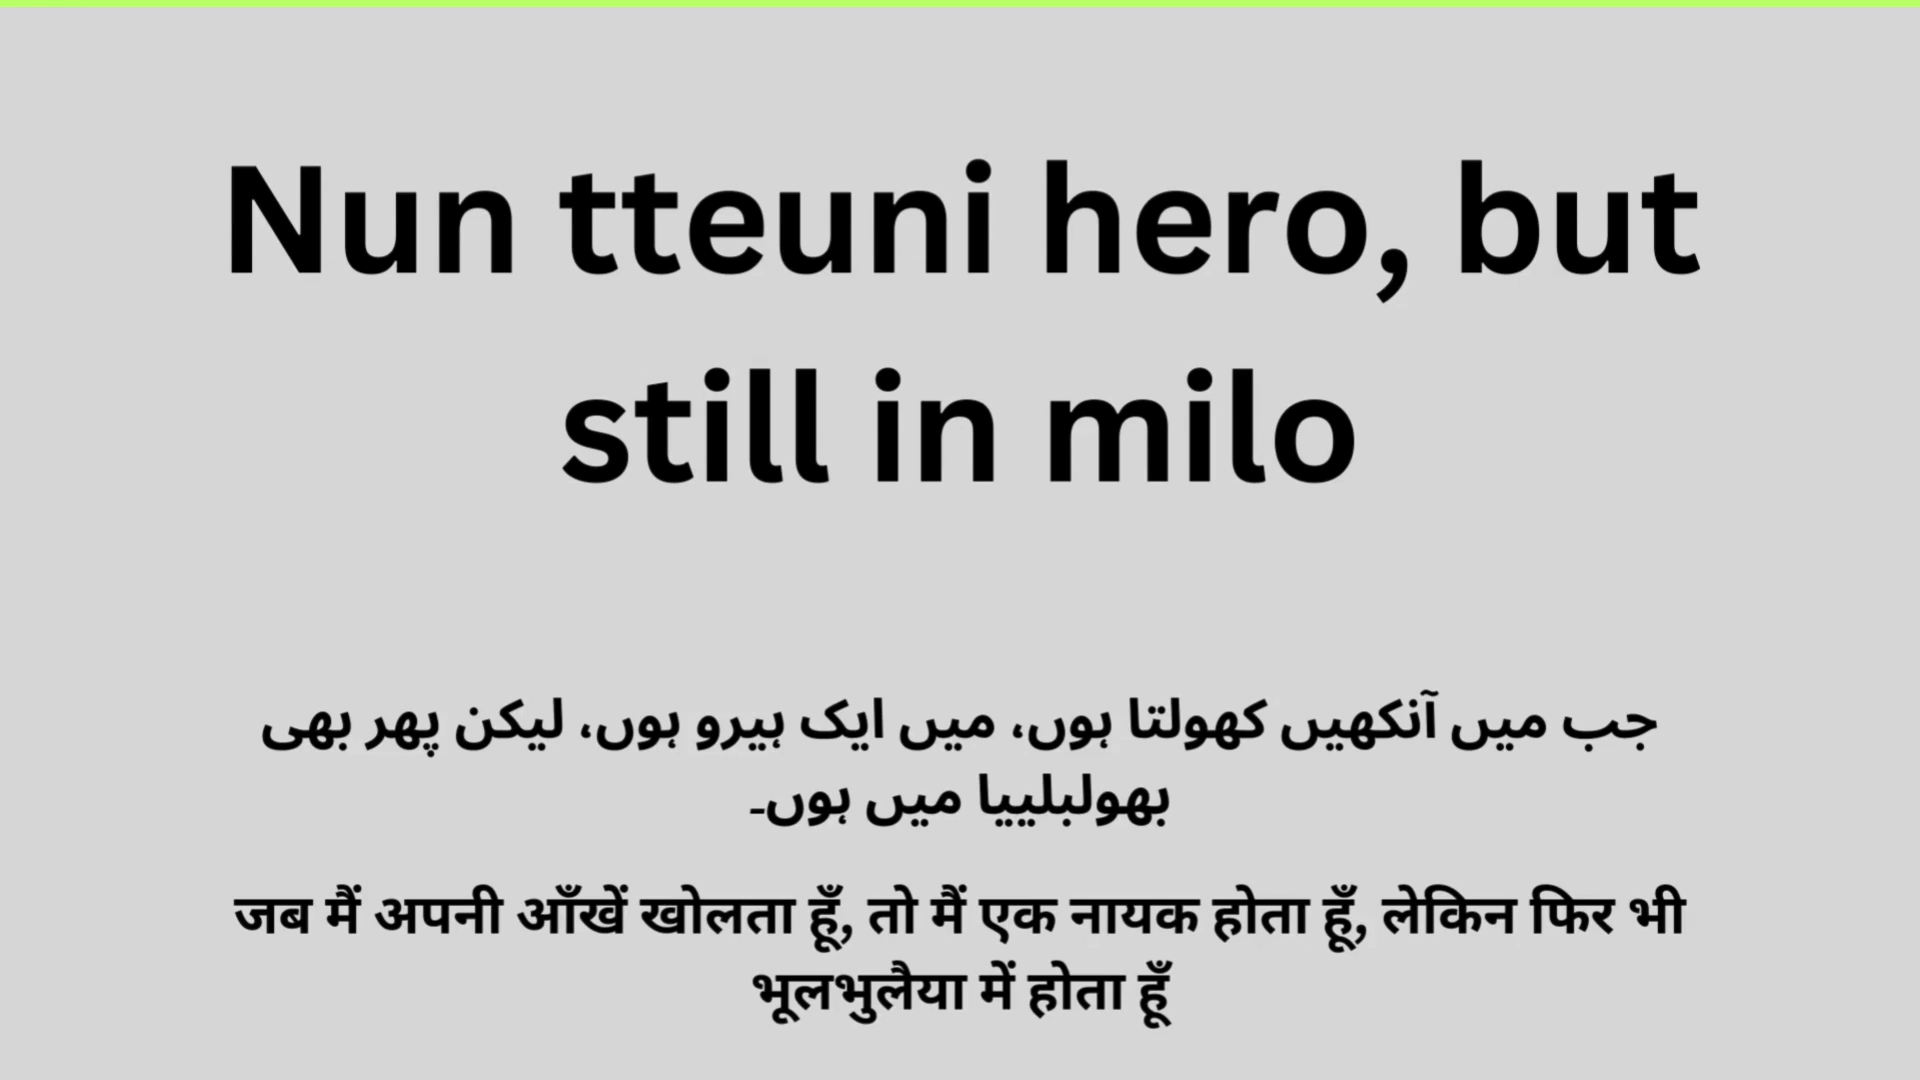 Nun tteuni hero, but
still in milo
جب میں آنکھیں کھولتا ہوں، میں ایک ہیرو ہوں، لیکن پھر بھی
بھولبلییا میں ہوں۔
जब मैं अपनी आँखें खोलता हूँ, तो मैं एक नायक होता हूँ, लेकिन फिर भी
भूलभुलैया में होता हूँ